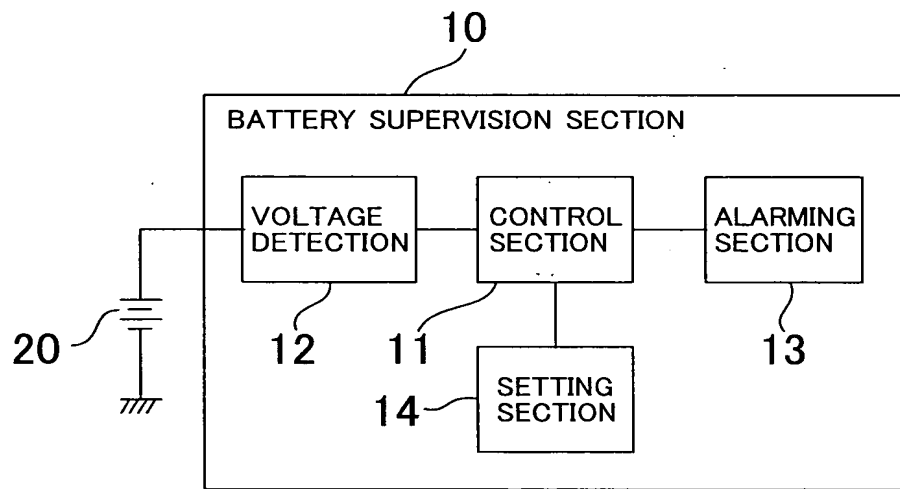 10
BATTERY SUPERVISION SECTION
VOLTAGE
DETECTION
CONTROL
SECTION
ALARMING
SECTION
20
12
11
13
SETTING
SECTION
14